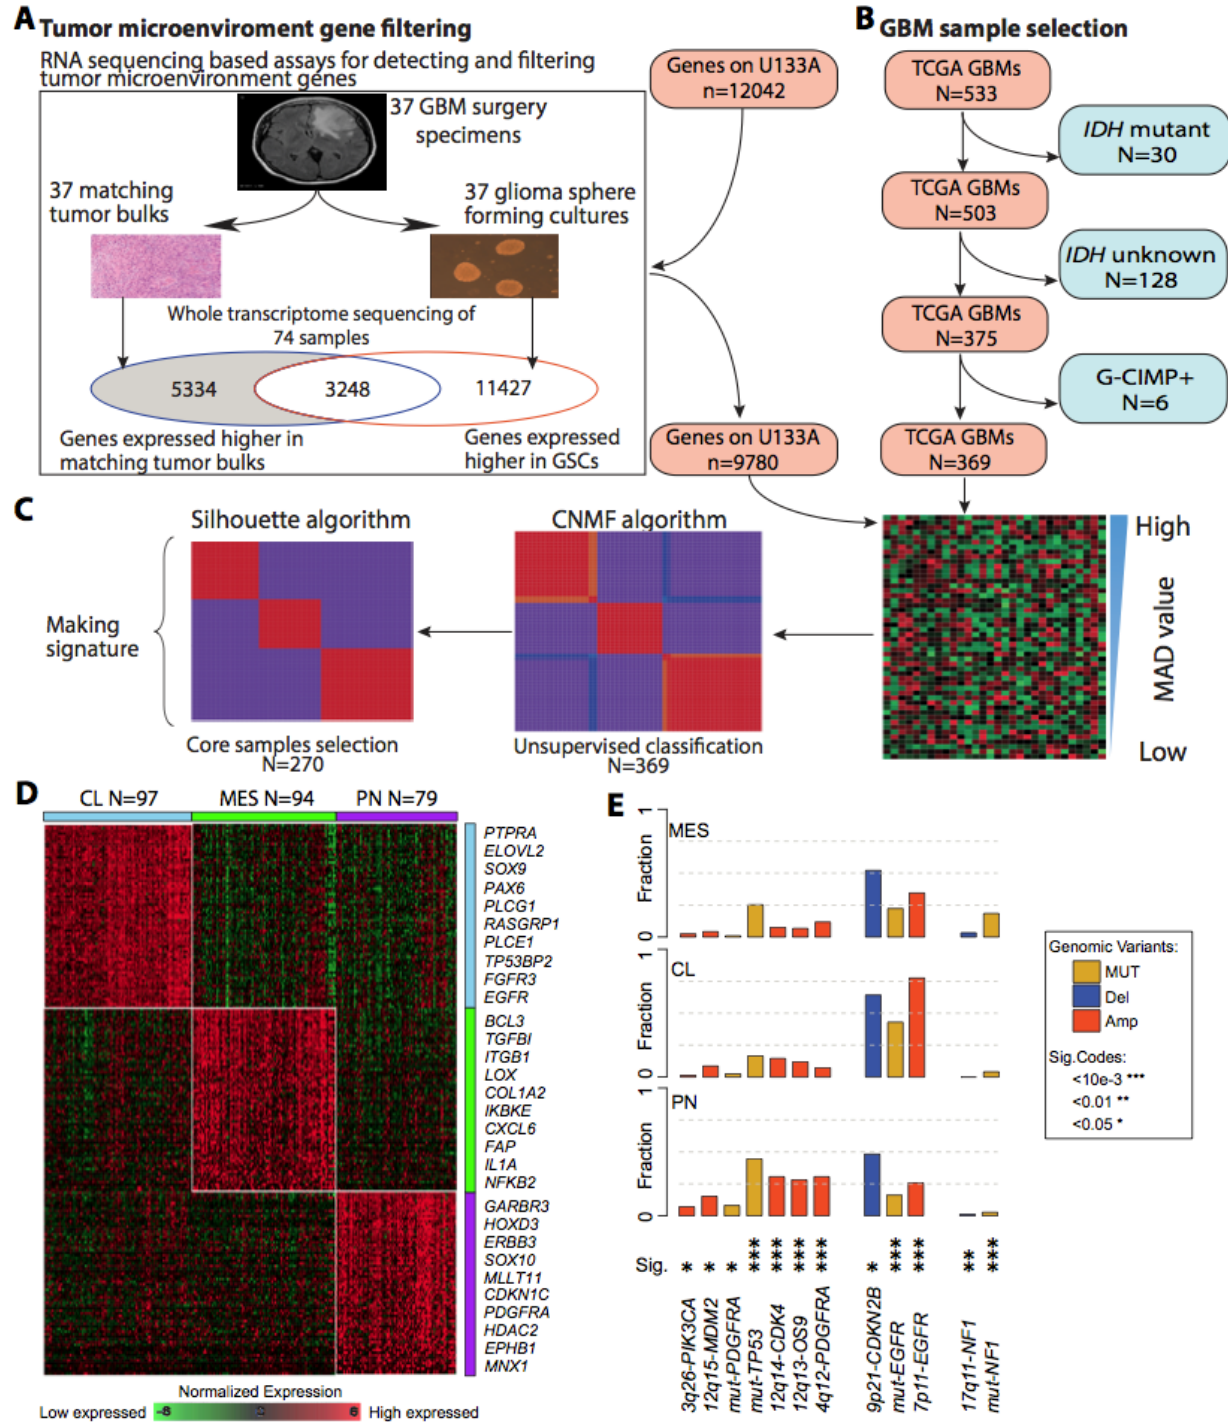 A Tumor microenviroment gene filtering
RNA sequencing based assays for detecting and filtering
tumor microenvironment genes
37 GBM surgery
specimens
37 matching
tumor bulks
37 glioma sphere
forming cultures
Whole transcriptome sequencing of
74 samples
5334
3248
11427
Genes expressed higher in
matching tumor bulks
Genes expressed
higher in GSCs
Genes on U133A
n=12042
Genes on U133A
n=9780
B GBM sample selection
TCGA GBMs
N=533
IDH mutant
N=30
TCGA GBMs
N=503
IDH unknown
N=128
TCGA GBMs
N=375
G-CIMP+
N=6
TCGA GBMs
N=369
High
MAD value
Low
C
Silhouette algorithm
CNMF algorithm
Making
signature
Core samples selection
N=270
Unsupervised classification
N=369
D
CL N=97
MES N=94
PN N=79
PTPRA
ELOVL2
SOX9
PAX6
PLCG1
RASGRP1
PLCE1
TP53BP2
FGFR3
EGFR
BCL3
TGFBI
ITGB1
LOX
COL1A2
IKBKE
CXCL6
FAP
IL1A
NFKB2
GARBR3
HOXD3
ERBB3
SOX10
MLLT11
CDKN1C
PDGFRA
HDAC2
EPHB1
MNX1
Normalized Expression
Low expressed
High expressed
E
MES
Fraction
0 1
CL
Fraction
0 1
PN
Fraction
0 1
Sig. * * * *** *** *** *** * *** *** ** ***
3q26-PIK3CA
12q15-MDM2
mut-PDGFRA
mut-TP53
12q14-CDK4
12q13-OS9
4q12-PDGFRA
9p21-CDKN2B
mut-EGFR
7p11-EGFR
17q11-NF1
mut-NF1
Genomic Variants:
MUT
Del
Amp
Sig.Codes:
<10e-3 ***
<0.01 **
<0.05 *